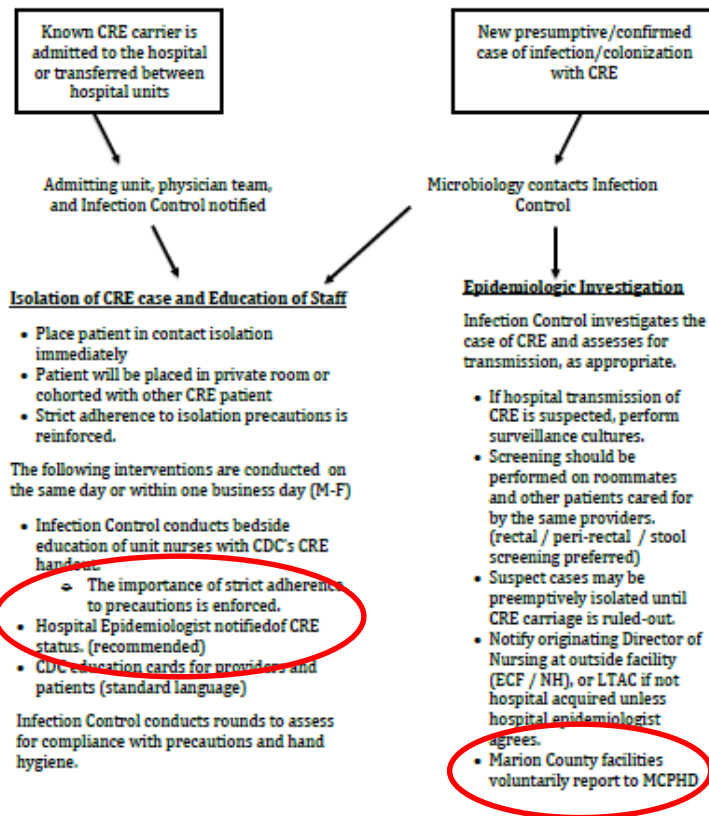 Known CRE carrier is
admitted to the hospital
or transferred between
hospital units
New presumptive/confirmed
case of infection/colonization
with CRE
Admitting unit, physician team,
and Infection Control notified
Microbiology contacts Infection
Control
Isolation of CRE case and Education of Staff
• Place patient in contact isolation
immediately
• Patient will be placed in private room or
cohorted with other CRE patient
• Strict adherence to isolation precautions is
reinforced.
The following interventions are conducted on
the same day or within one business day (M-F)
• Infection Control conducts bedside
education of unit nurses with CDC's CRE
handout.
The importance of strict adherence
to precautions is enforced.
• Hospital Epidemiologist notifiedof CRE
status. (recommended)
• CDC education cards for providers and
patients (standard language)
Infection Control conducts rounds to assess
for compliance with precautions and hand
hygiene.
Epidemiologic Investigation
Infection Control investigates the
case of CRE and assesses for
transmission, as appropriate.
• If hospital transmission of
CRE is suspected, perform
surveillance cultures.
• Screening should be
performed on roommates
and other patients cared for
by the same providers.
(rectal / peri-rectal / stool
screening preferred)
• Suspect cases may be
preemptively isolated until
CRE carriage is ruled-out.
• Notify originating Director of
Nursing at outside facility
(ECF / NH), or LTAC if not
hospital acquired unless
hospital epidemiologist
agrees.
• Marion County facilities
voluntarily report to MCPHD